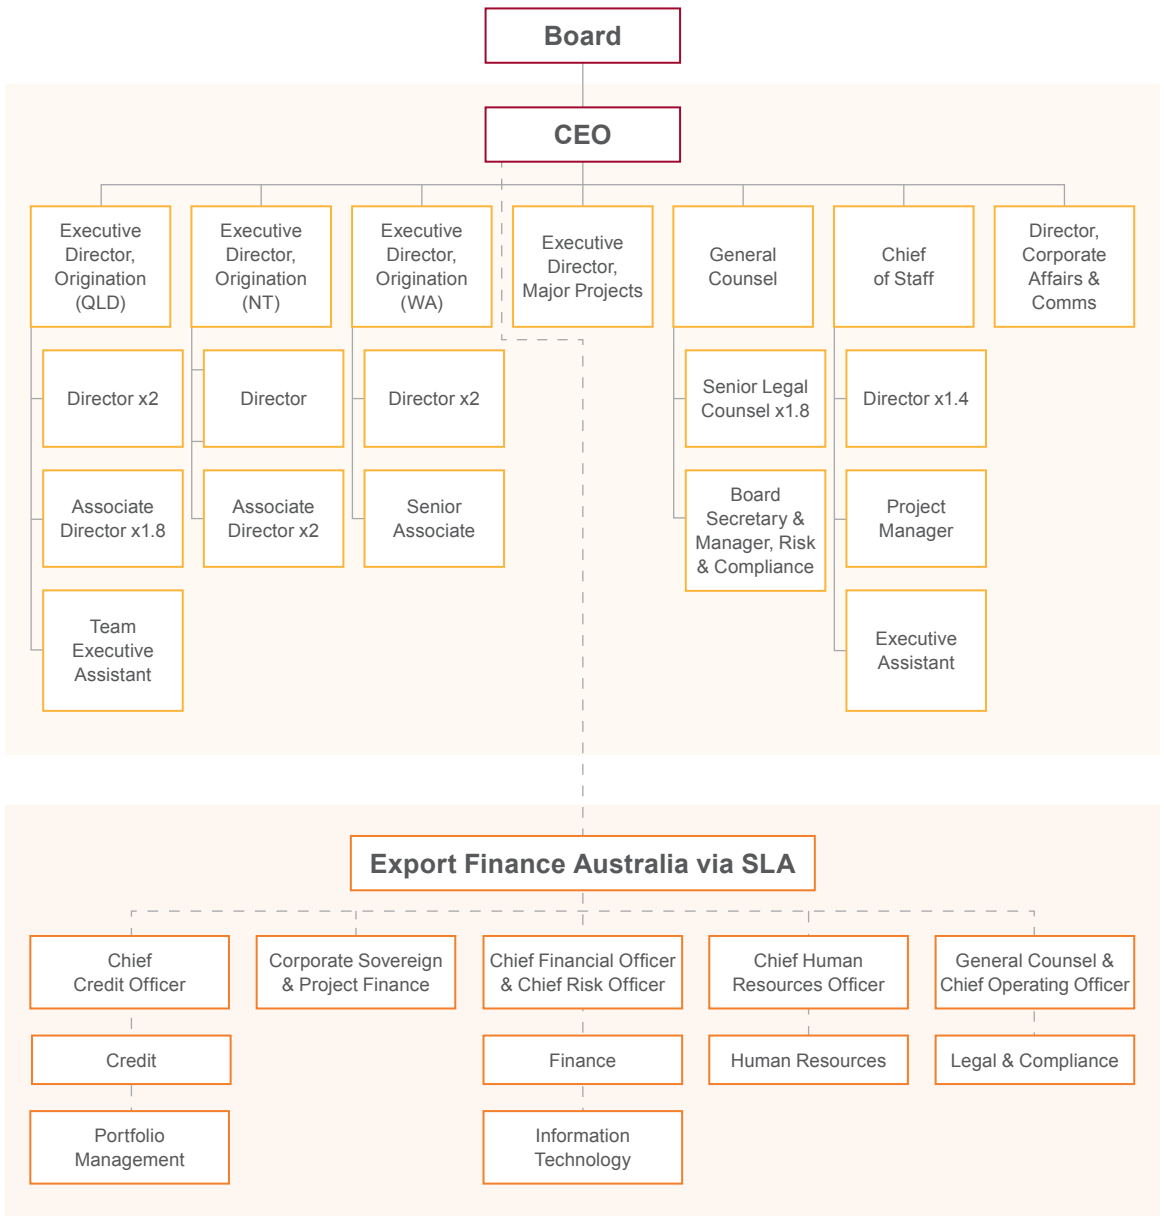 Board
CEO
Executive
Director,
Origination
(QLD)
Executive
Director,
Origination
(NT)
Executive
Director,
Origination
(WA)
Executive
Director,
Major Projects
General
Counsel
Chief
of Staff
Director,
Corporate
Affairs &
Comms
Director x2
Director
Director x2
Senior Legal
Counsel x1.8
Director x1.4
Associate
Director x1.8
Associate
Director x2
Senior
Associate
Board
Secretary &
Manager, Risk
& Compliance
Project
Manager
Team
Executive
Assistant
Executive
Assistant
Export Finance Australia via SLA
Chief
Credit Officer
Corporate Sovereign
& Project Finance
Chief Financial Officer
& Chief Risk Officer
Chief Human
Resources Officer
General Counsel &
Chief Operating Officer
Credit
Finance
Human Resources
Legal & Compliance
Portfolio
Management
Information
Technology